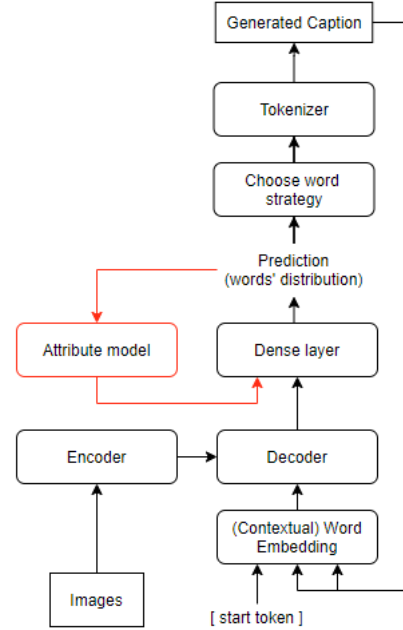 Generated Caption
Tokenizer
Choose word
strategy
Prediction
(words' distribution)
Attribute model
Dense layer
Encoder
Decoder
(Contextual) Word
Embedding
Images
[ start token ]